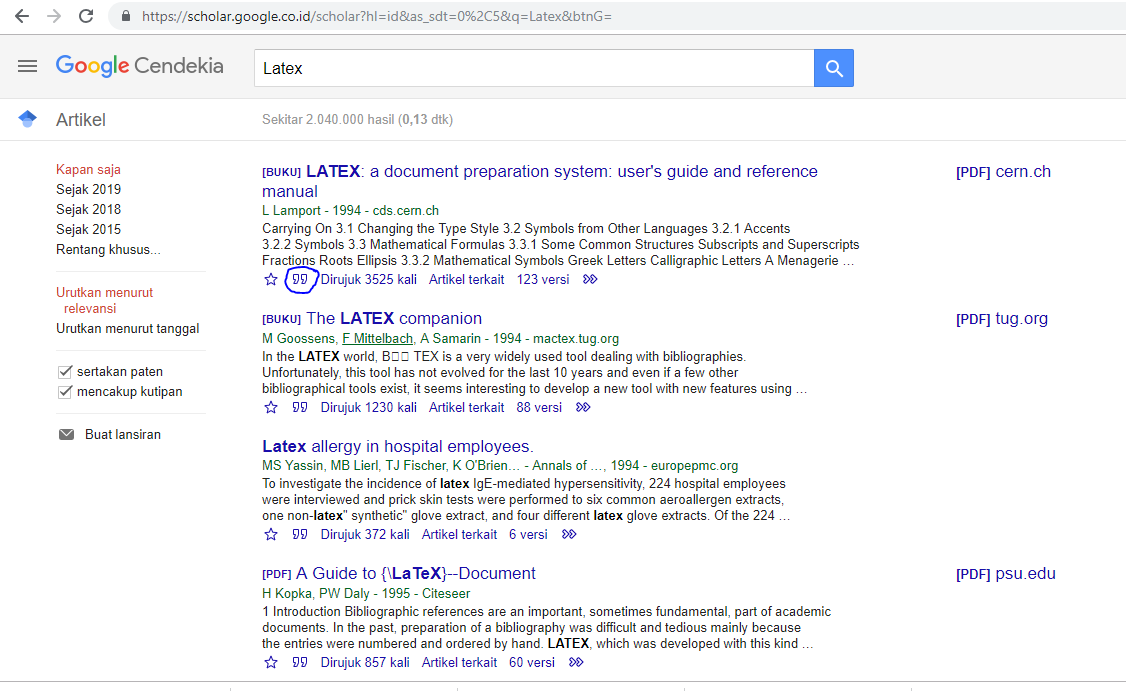 https://scholar.google.co.id/scholar?hl=id&as_sdt=0%2C5&q=Latex&btnG=
Google Cendekia
Latex
Artikel
Sekitar 2.040.000 hasil (0,13 dtk)
Kapan saja
Sejak 2019
Sejak 2018
Sejak 2015
Rentang khusus...
Urutkan menurut
relevansi
Urutkan menurut tanggal
sertakan paten
mencakup kutipan
Buat lansiran
[BUKU] LATEX: a document preparation system: user's guide and reference
manual
[PDF] cern.ch
L Lamport - 1994 - cds.cern.ch
Carrying On 3.1 Changing the Type Style 3.2 Symbols from Other Languages 3.2.1 Accents
3.2.2 Symbols 3.3 Mathematical Formulas 3.3.1 Some Common Structures Subscripts and Superscripts
Fractions Roots Ellipsis 3.3.2 Mathematical Symbols Greek Letters Calligraphic Letters A Menagerie …
Dirujuk 3525 kali Artikel terkait 123 versi
[BUKU] The LATEX companion
[PDF] tug.org
M Goossens, F Mittelbach, A Samarin - 1994 - mactex.tug.org
In the LATEX world, B□□ TEX is a very widely used tool dealing with bibliographies.
Unfortunately, this tool has not evolved for the last 10 years and even if a few other
bibliographical tools exist, it seems interesting to develop a new tool with new features using …
Dirujuk 1230 kali Artikel terkait 88 versi
Latex allergy in hospital employees.
MS Yassin, MB Lierl, TJ Fischer, K O'Brien… - Annals of …, 1994 - europepmc.org
To investigate the incidence of latex IgE-mediated hypersensitivity, 224 hospital employees
were interviewed and prick skin tests were performed to six common aeroallergen extracts,
one non-latex" synthetic" glove extract, and four different latex glove extracts. Of the 224 …
Dirujuk 372 kali Artikel terkait 6 versi
[PDF] A Guide to {\LaTeX}--Document
[PDF] psu.edu
H Kopka, PW Daly - 1995 - Citeseer
1 Introduction Bibliographic references are an important, sometimes fundamental, part of academic
documents. In the past, preparation of a bibliography was difficult and tedious mainly because
the entries were numbered and ordered by hand. LATEX, which was developed with this kind …
Dirujuk 857 kali Artikel terkait 60 versi